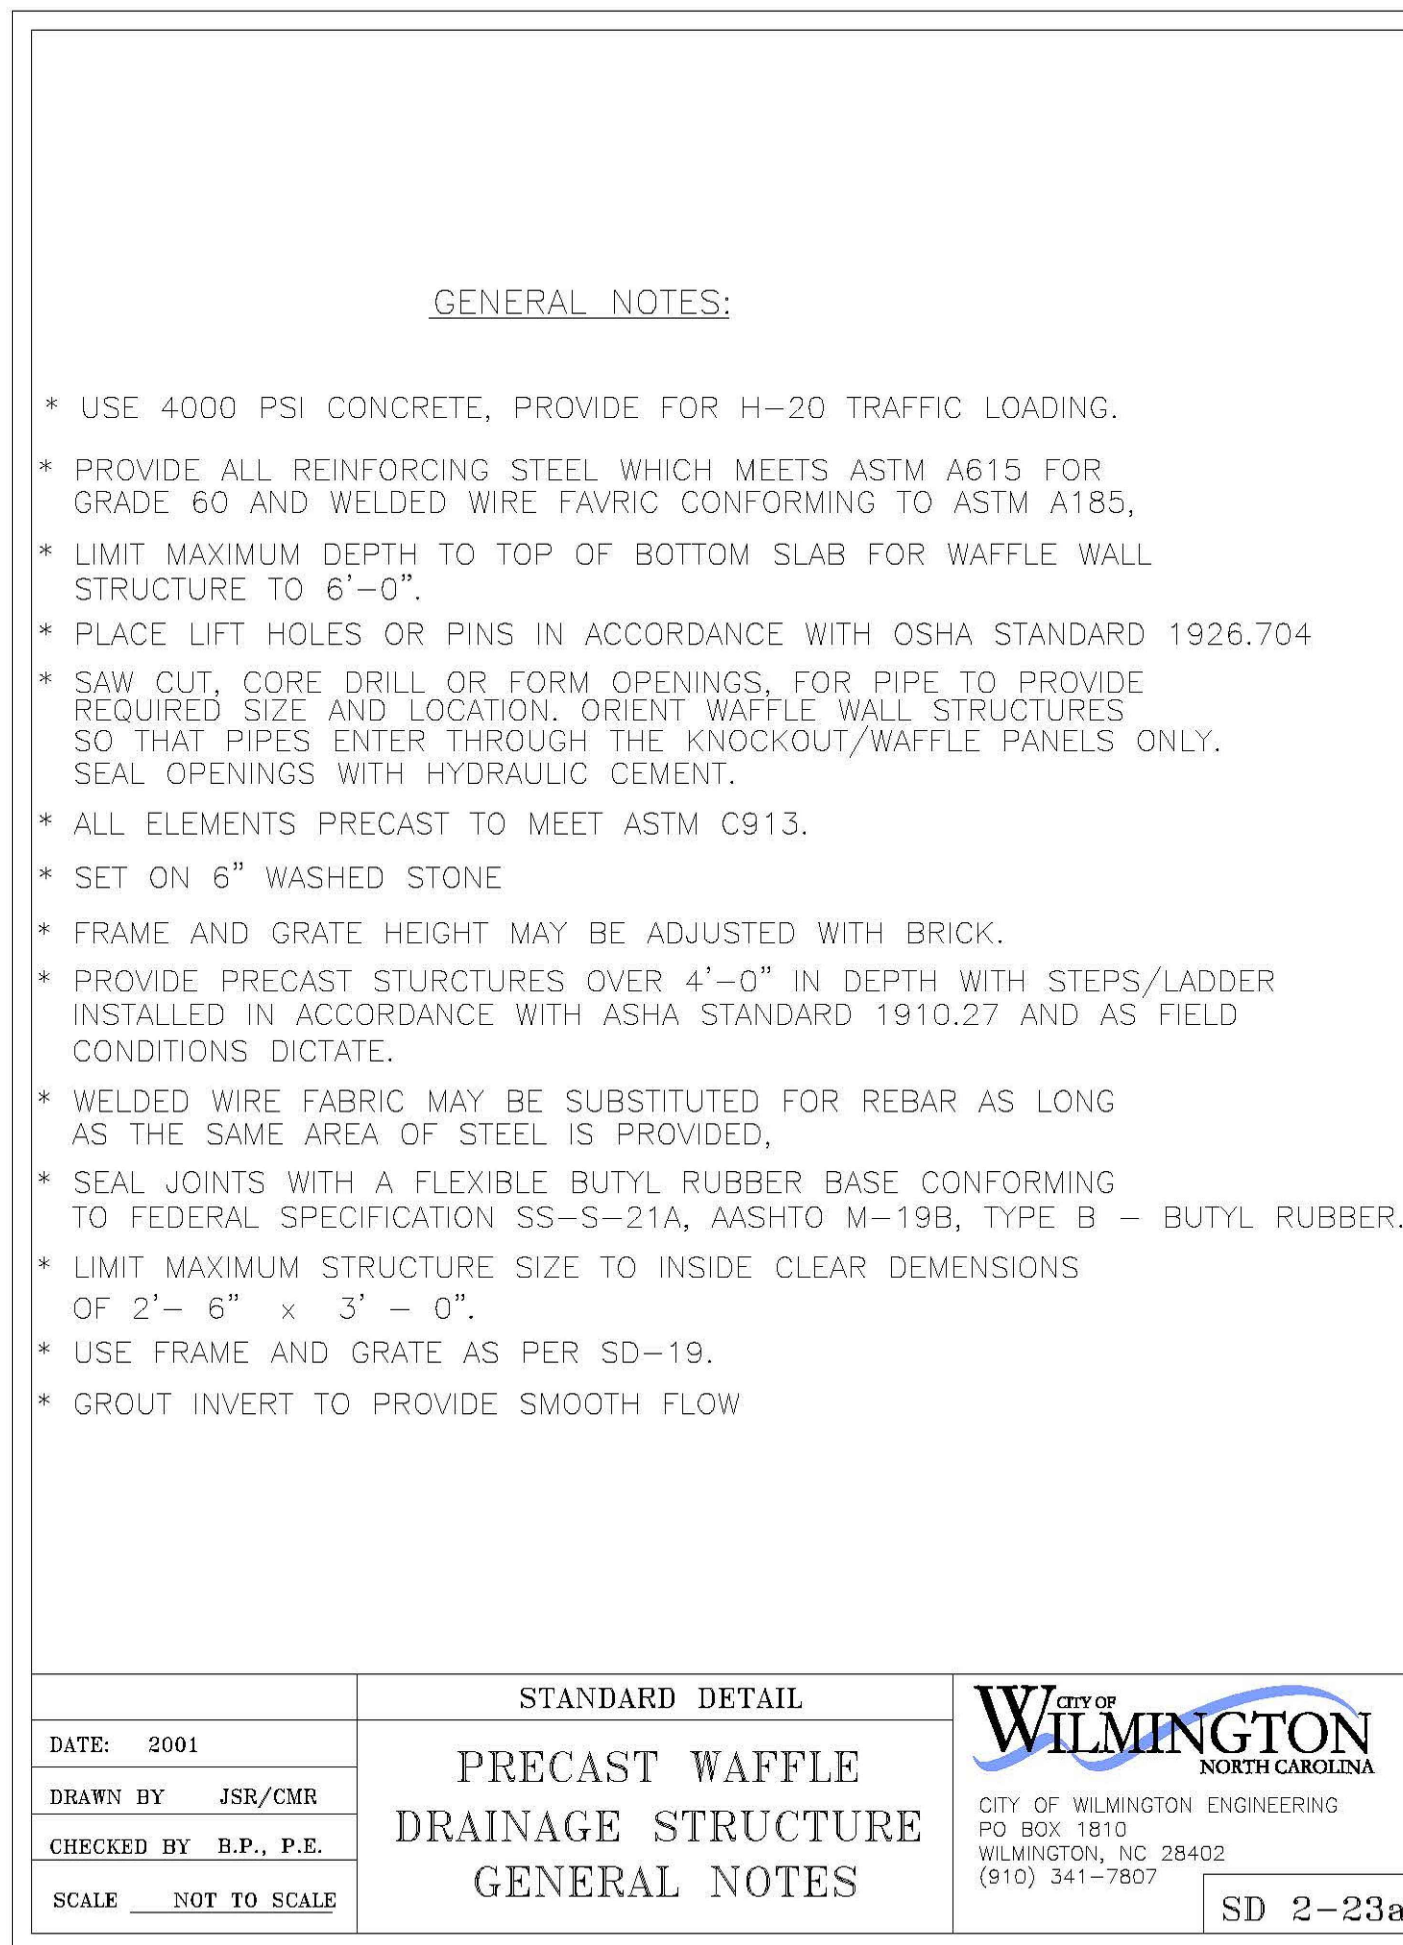 GENERAL NOTES:
* USE 4000 PSI CONCRETE, PROVIDE FOR H-20 TRAFFIC LOADING.
* PROVIDE ALL REINFORCING STEEL WHICH MEETS ASTM A615 FOR
GRADE 60 AND WELDED WIRE FAVRIC CONFORMING TO ASTM A185,
* LIMIT MAXIMUM DEPTH TO TOP OF BOTTOM SLAB FOR WAFFLE WALL
STRUCTURE TO 6'-0".
* PLACE LIFT HOLES OR PINS IN ACCORDANCE WITH OSHA STANDARD 1926.704
* SAW CUT, CORE DRILL OR FORM OPENINGS, FOR PIPE TO PROVIDE
REQUIRED SIZE AND LOCATION. ORIENT WAFFLE WALL STRUCTURES
SO THAT PIPES ENTER THROUGH THE KNOCKOUT/WAFFLE PANELS ONLY.
SEAL OPENINGS WITH HYDRAULIC CEMENT.
* ALL ELEMENTS PRECAST TO MEET ASTM C913.
* SET ON 6" WASHED STONE
* FRAME AND GRATE HEIGHT MAY BE ADJUSTED WITH BRICK.
* PROVIDE PRECAST STURCTURES OVER 4'-0" IN DEPTH WITH STEPS/LADDER
INSTALLED IN ACCORDANCE WITH ASHA STANDARD 1910.27 AND AS FIELD
CONDITIONS DICTATE.
* WELDED WIRE FABRIC MAY BE SUBSTITUTED FOR REBAR AS LONG
AS THE SAME AREA OF STEEL IS PROVIDED,
* SEAL JOINTS WITH A FLEXIBLE BUTYL RUBBER BASE CONFORMING
TO FEDERAL SPECIFICATION SS-S-21A, AASHTO M-19B, TYPE B - BUTYL RUBBER.
* LIMIT MAXIMUM STRUCTURE SIZE TO INSIDE CLEAR DEMENSIONS
OF 2'- 6" x 3' - 0".
* USE FRAME AND GRATE AS PER SD-19.
* GROUT INVERT TO PROVIDE SMOOTH FLOW
DATE: 2001
DRAWN BY JSR/CMR
CHECKED BY B.P., P.E.
SCALE NOT TO SCALE
STANDARD DETAIL
PRECAST WAFFLE
DRAINAGE STRUCTURE
GENERAL NOTES
CITY OF
WILMINGTON
NORTH CAROLINA
CITY OF WILMINGTON ENGINEERING
PO BOX 1810
WILMINGTON, NC 28402
(910) 341-7807
SD 2-23a